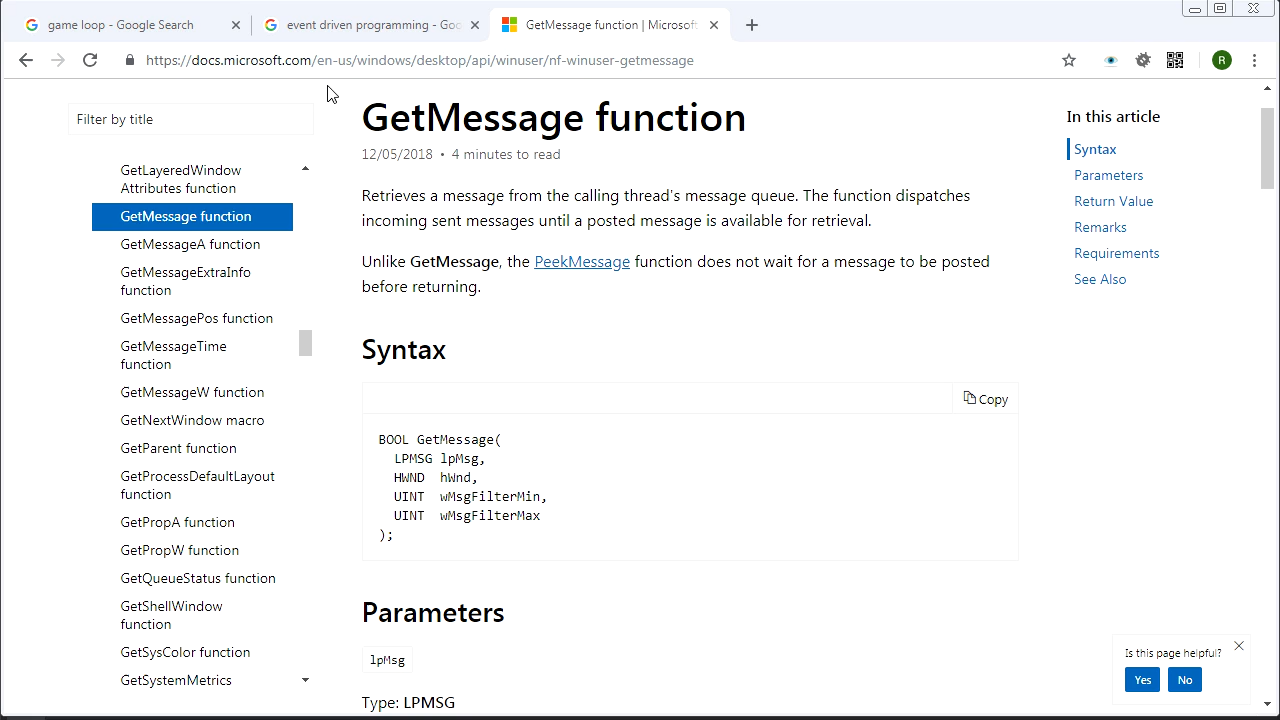 game loop - Google Search
event driven programming - Goo
GetMessage function | Microsoft
https://docs.microsoft.com/en-us/windows/desktop/api/winuser/nf-winuser-getmessage
R
Filter by title
GetLayeredWindow
Attributes function
GetMessage function
GetMessageA function
GetMessageExtraInfo
function
GetMessagePos function
GetMessageTime
function
GetMessageW function
GetNextWindow macro
GetParent function
GetProcessDefaultLayout
function
GetPropA function
GetPropW function
GetQueueStatus function
GetShellWindow
function
GetSysColor function
GetSystemMetrics
GetMessage function
12/05/2018 • 4 minutes to read
Retrieves a message from the calling thread's message queue. The function dispatches
incoming sent messages until a posted message is available for retrieval.
Unlike GetMessage, the PeekMessage function does not wait for a message to be posted
before returning.
Syntax
Copy
BOOL GetMessage(
LPMSG lpMsg,
HWND hWnd,
UINT wMsgFilterMin,
UINT wMsgFilterMax
);
Parameters
lpMsg
Type: LPMSG
In this article
Syntax
Parameters
Return Value
Remarks
Requirements
See Also
Is this page helpful?
Yes
No